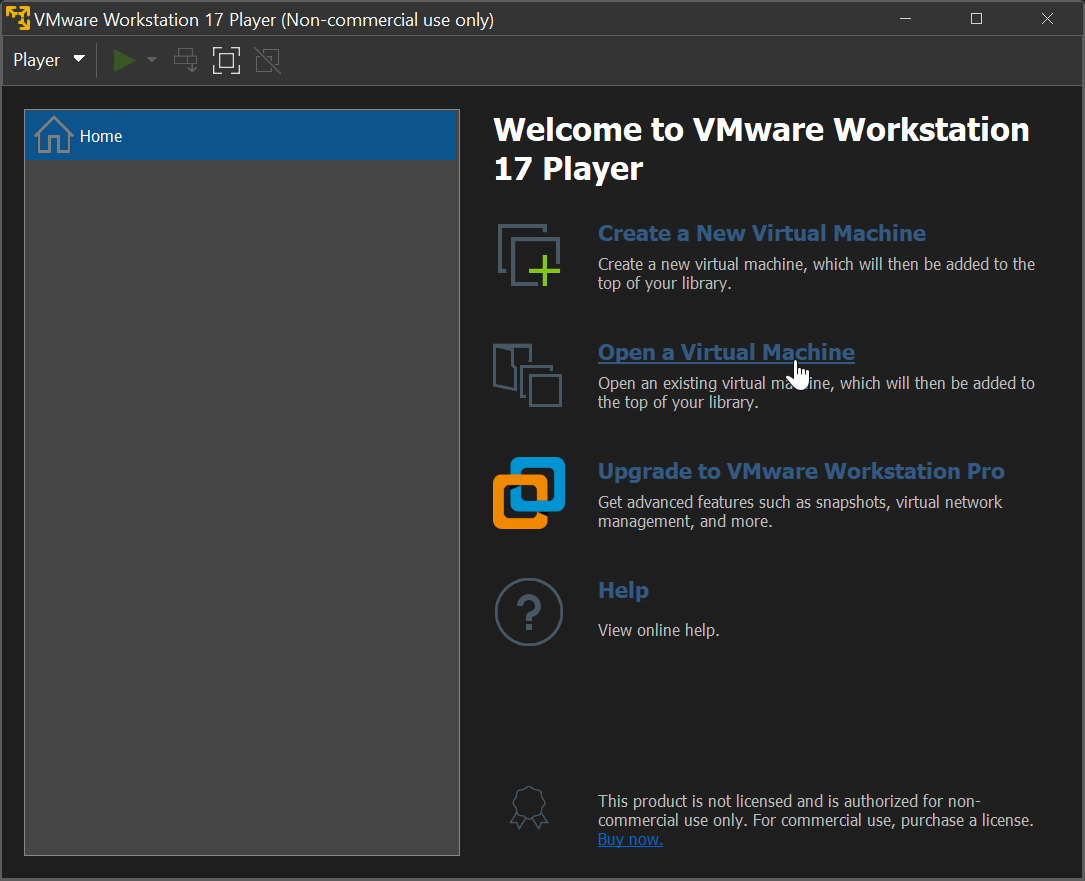 VMware Workstation 17 Player (Non-commercial use only)
Player
Home
Welcome to VMware Workstation
17 Player
Create a New Virtual Machine
Create a new virtual machine, which will then be added to the
top of your library.
Open a Virtual Machine
Open an existing virtual machine, which will then be added to
the top of your library.
Upgrade to VMware Workstation Pro
Get advanced features such as snapshots, virtual network
management, and more.
?
Help
View online help.
This product is not licensed and is authorized for non-
commercial use only. For commercial use, purchase a license.
Buy now.